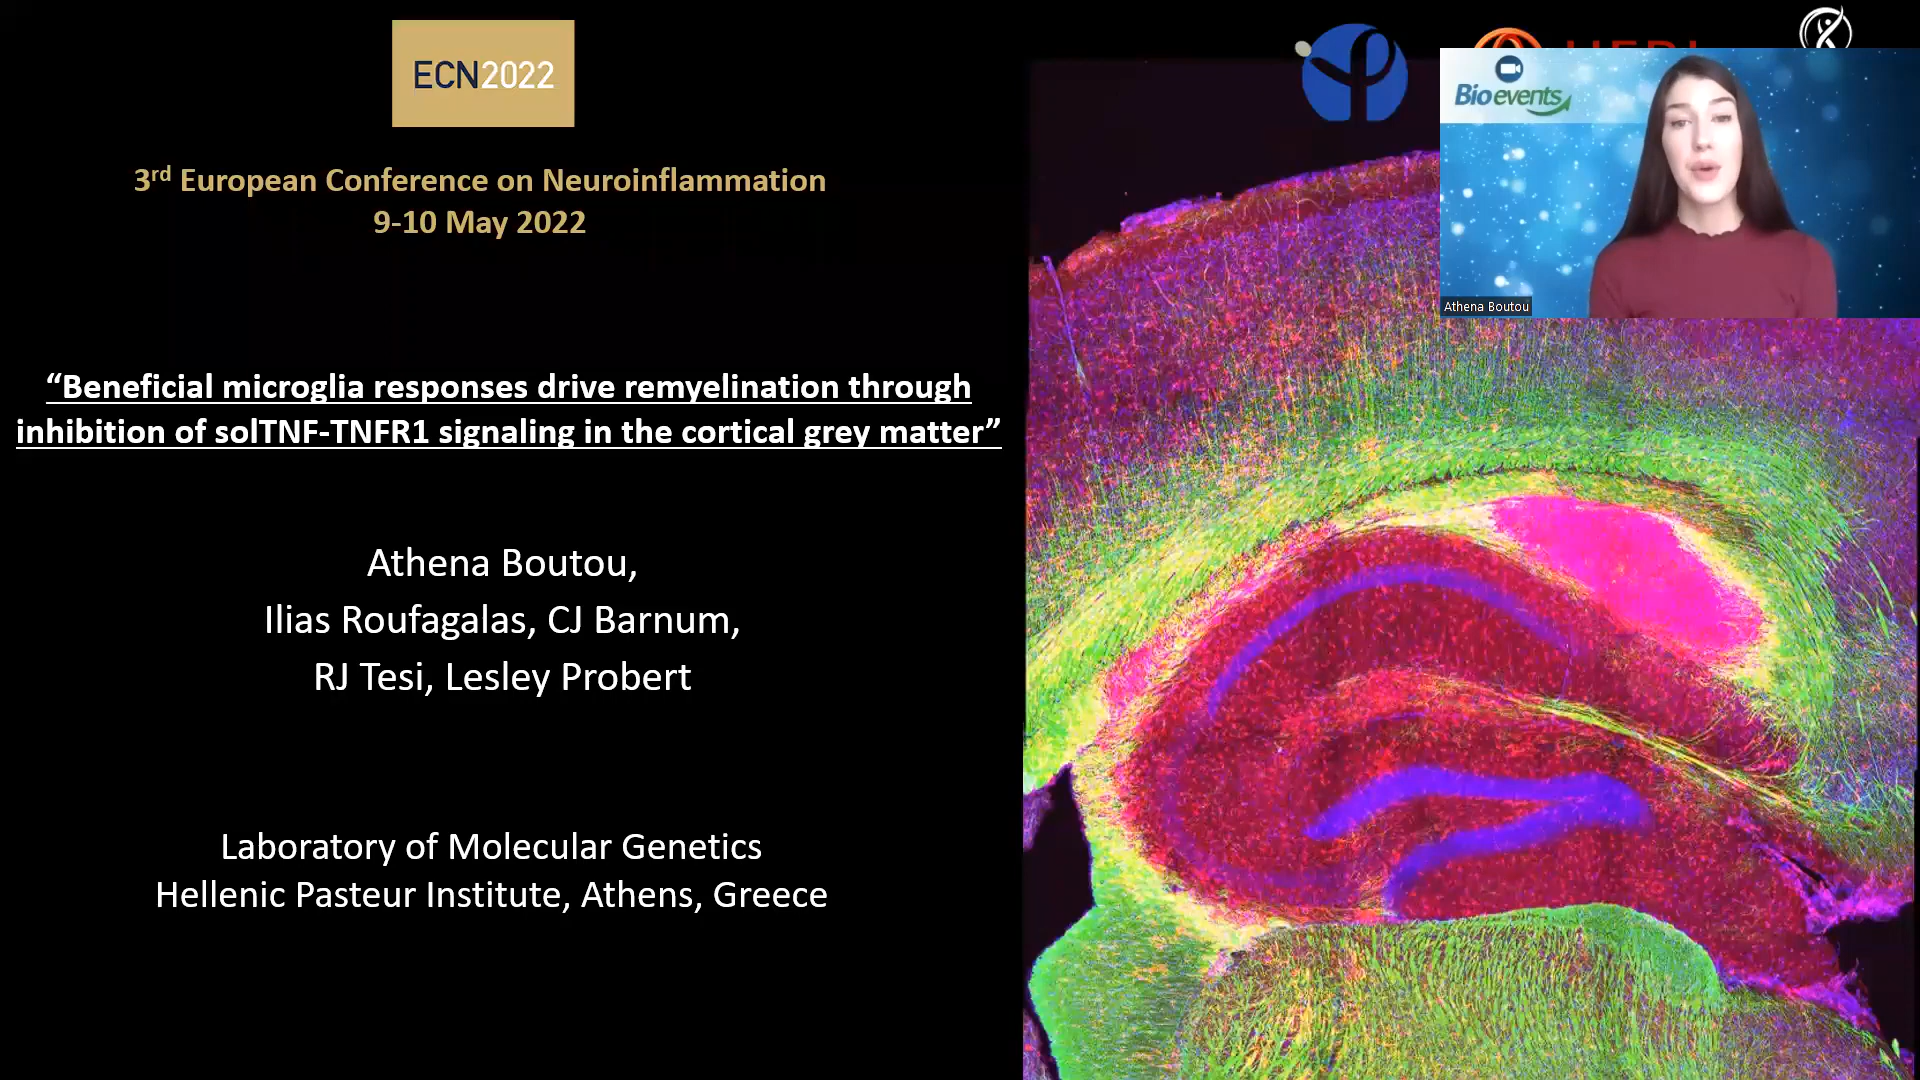 ECN2022
3rd European Conference on Neuroinflammation
9-10 May 2022
Bioevents
Athena Boutou
“Beneficial microglia responses drive remyelination through
inhibition of solTNF-TNFR1 signaling in the cortical grey matter”
Athena Boutou,
Ilias Roufagalas, CJ Barnum,
RJ Tesi, Lesley Probert
Laboratory of Molecular Genetics
Hellenic Pasteur Institute, Athens, Greece